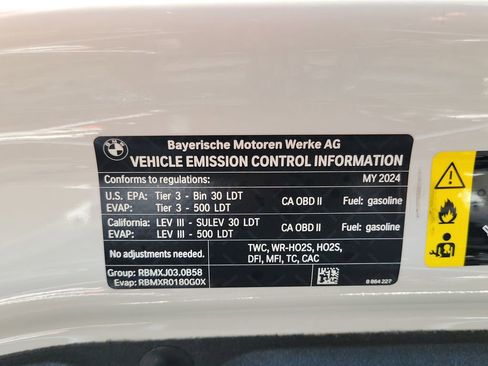 BMW
Bayerische Motoren Werke AG
VEHICLE EMISSION CONTROL INFORMATION
Conforms to regulations: MY 2024
U.S. EPA: Tier 3 - Bin 30 LDT CA OBD II Fuel: gasoline
EVAP: Tier 3 - 500 LDT
California: LEV III - SULEV 30 LDT CA OBD II Fuel: gasoline
EVAP: LEV III - 500 LDT
No adjustments needed. TWC, WR-HO2S, HO2S,
DFI, MFI, TC, CAC
Group: RBMXJ03.0B58
Evap: RBMXR0180G0X 8 664 227